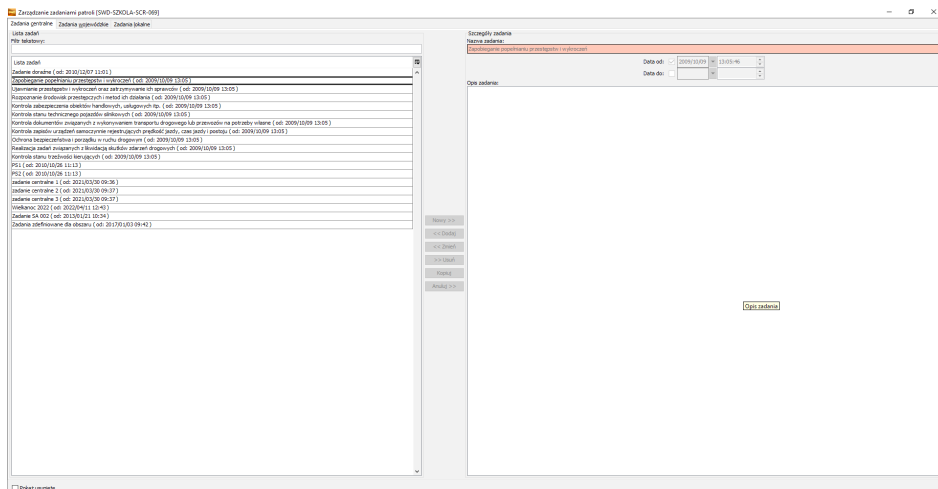 Zarządzanie zadaniami patroli [SWD-SZKOLA-SCR-069]
Zadania centralne Zadania wojewódzkie Zadania lokalne
Lista zadań
Filtr tekstowy:
Lista zadań
Zadanie doraźne ( od: 2010/12/07 11:01 )
Zapobieganie popełnianiu przestępstw i wykroczeń ( od: 2009/10/09 13:05 )
Ujawnianie przestępstw i wykroczeń oraz zatrzymywanie ich sprawców ( od: 2009/10/09 13:05 )
Rozpoznanie środowisk przestępczych i metod ich działania ( od: 2009/10/09 13:05 )
Kontrola zabezpieczenia obiektów handlowych, usługowych itp. ( od: 2009/10/09 13:05 )
Kontrola stanu technicznego pojazdów silnikowych ( od: 2009/10/09 13:05 )
Kontrola dokumentów związanych z wykonywaniem transportu drogowego lub przewozów na potrzeby własne ( od: 2009/10/09 13:05 )
Kontrola zapisów urządzeń samoczynnie rejestrujących prędkość jazdy, czas jazdy i postoju ( od: 2009/10/09 13:05 )
Ochrona bezpieczeństwa i porządku w ruchu drogowym ( od: 2009/10/09 13:05 )
Realizacja zadań związanych z likwidacją skutków zdarzeń drogowych ( od: 2009/10/09 13:05 )
Kontrola stanu trzeźwości kierujących ( od: 2009/10/09 13:05 )
PS1 ( od: 2010/10/26 11:13 )
PS2 ( od: 2010/10/26 11:13 )
zadanie centralne 1 ( od: 2021/03/30 09:36 )
zadanie centralne 2 ( od: 2021/03/30 09:37 )
zadanie centralne 3 ( od: 2021/03/30 09:37 )
Wielkanoc 2022 ( od: 2022/04/11 12:43 )
Zadanie SA 002 ( od: 2013/01/21 10:34 )
Zadania zdefiniowane dla obszaru ( od: 2017/01/03 09:42 )
Pokaż usunięte
Nowy >>
<< Dodaj
<< Zmień
>> Usuń
Kopiuj
Anuluj >>
Szczegóły zadania
Nazwa zadania:
Zapobieganie popełnianiu przestępstw i wykroczeń
Data od: 2009/10/09 13:05:46
Data do:
Opis zadania:
Opis zadania